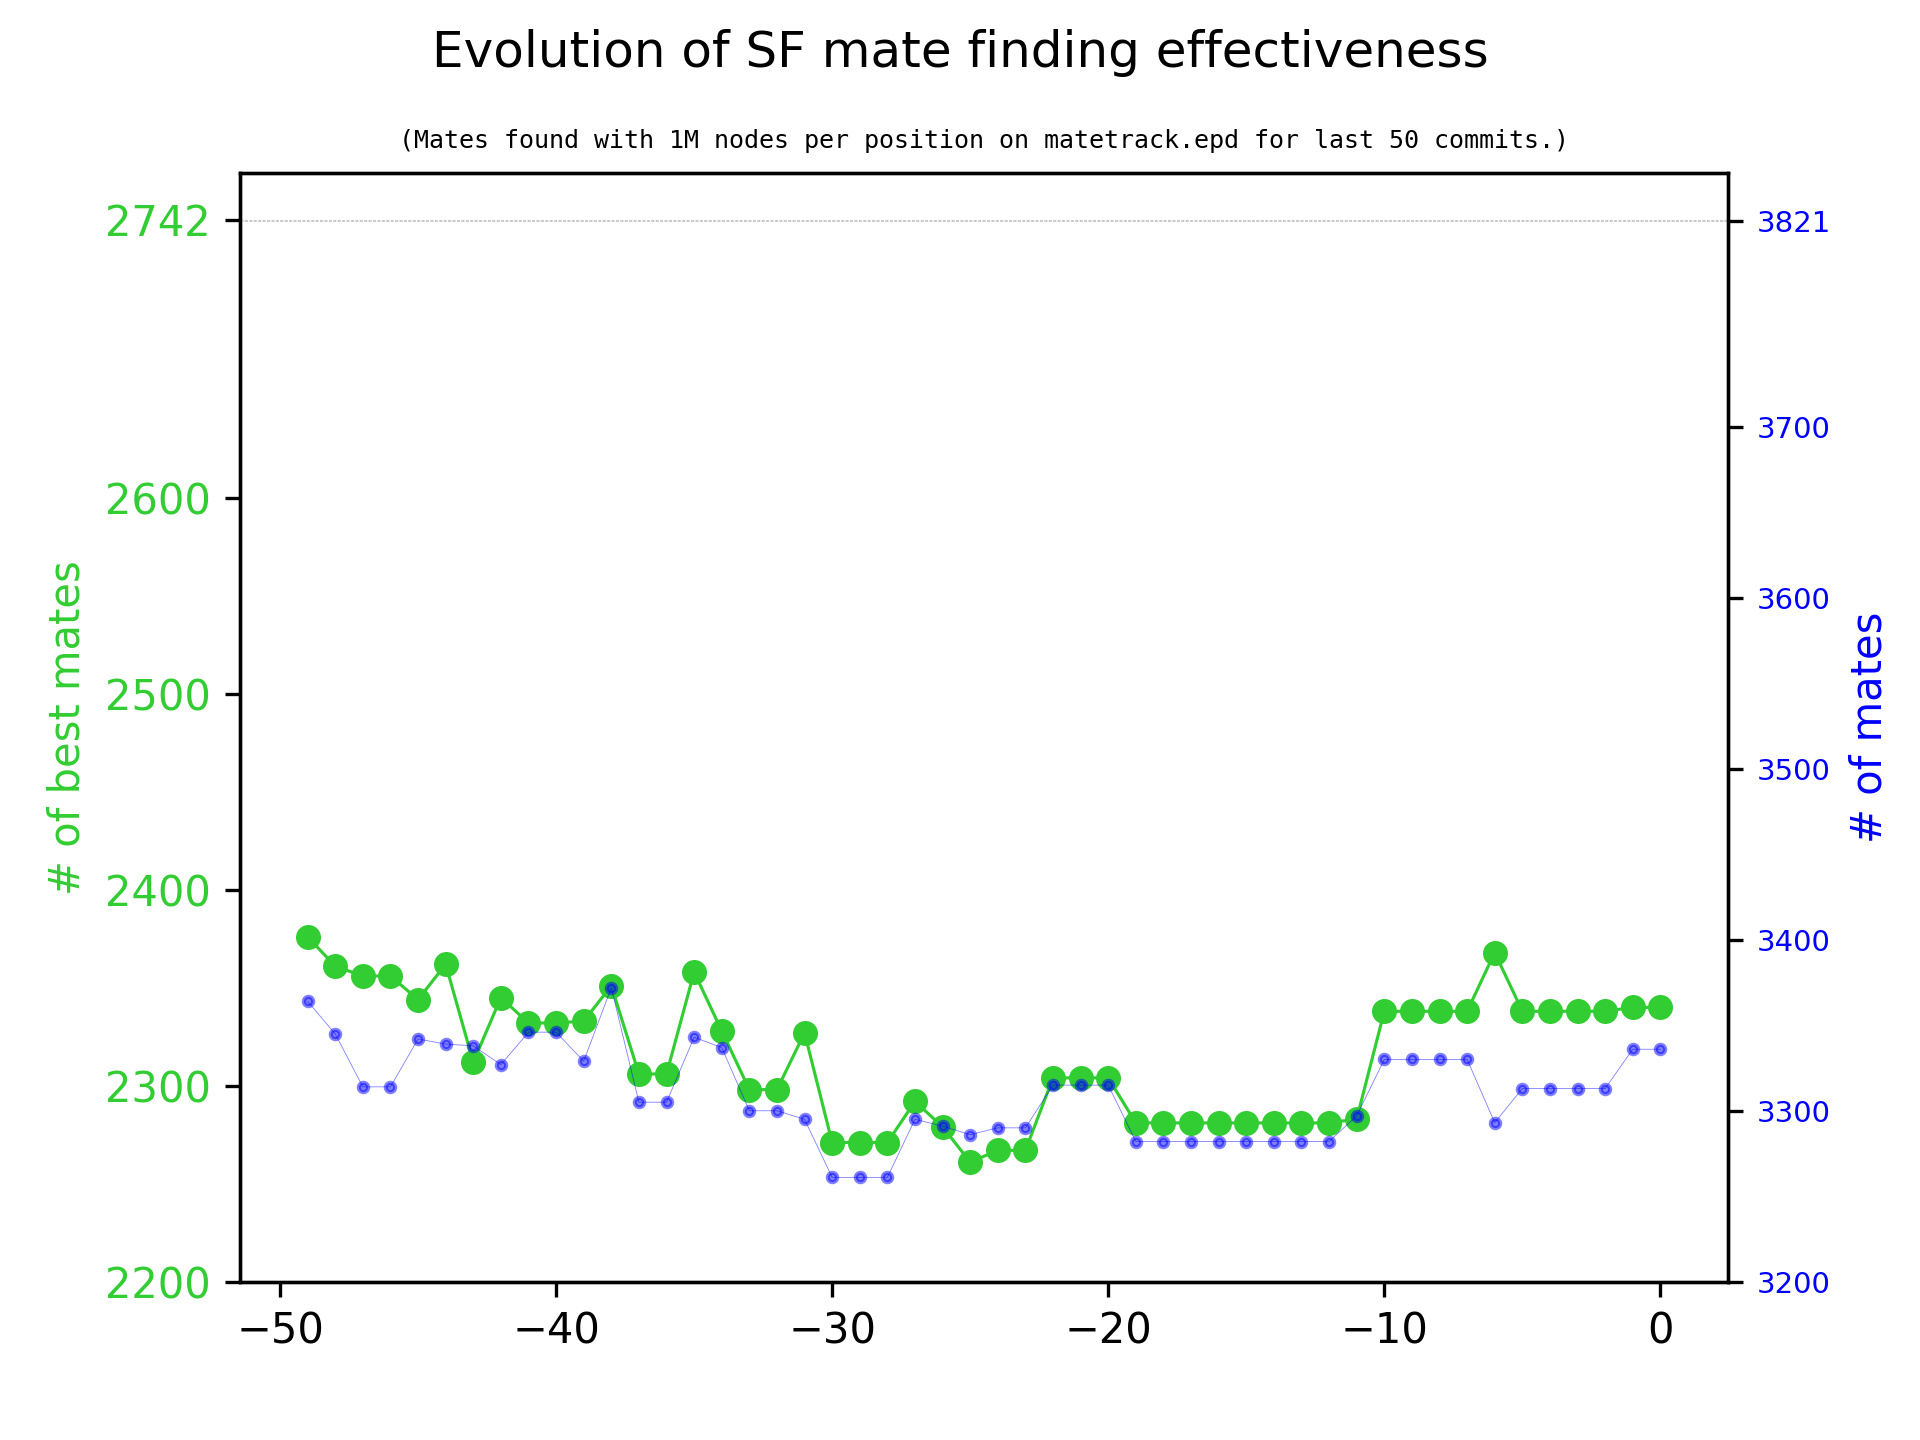 Evolution of SF mate finding effectiveness
(Mates found with 1M nodes per position on matetrack.epd for last 50 commits.)
2742
2600
2500
2400
2300
2200
# of best mates
3821
3700
3600
3500
3400
3300
3200
# of mates
−50 −40 −30 −20 −10 0